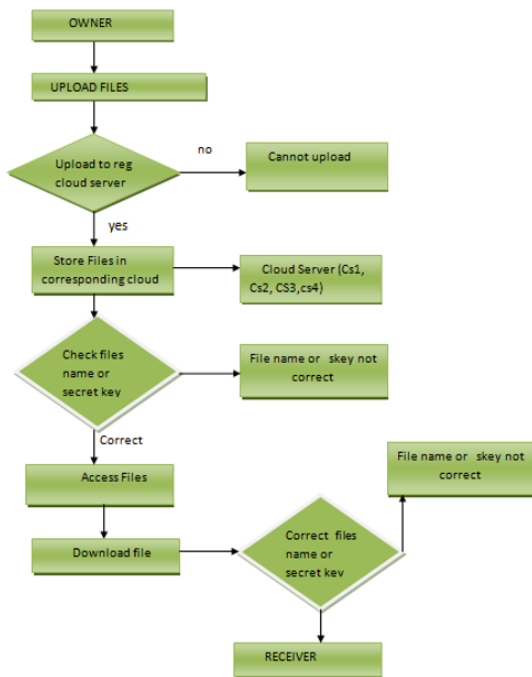 OWNER
UPLOAD FILES
Upload to reg
cloud server
no
Cannot upload
yes
Store Files in
corresponding cloud
Cloud Server (Cs1,
Cs2, CS3,cs4)
Check files
name or
secret key
File name or skey not
correct
Correct
Access Files
File name or skey not
correct
Download file
Correct files
name or
secret key
RECEIVER